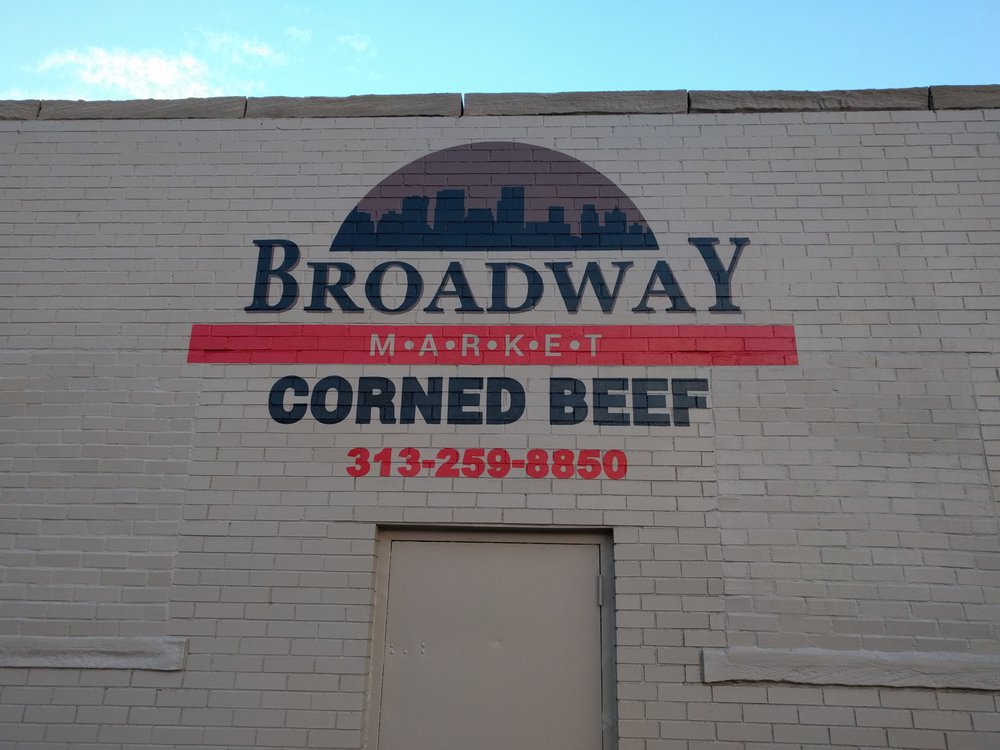 BROADWAY
M•A•R•K•E•T
CORNED BEEF
313-259-8850